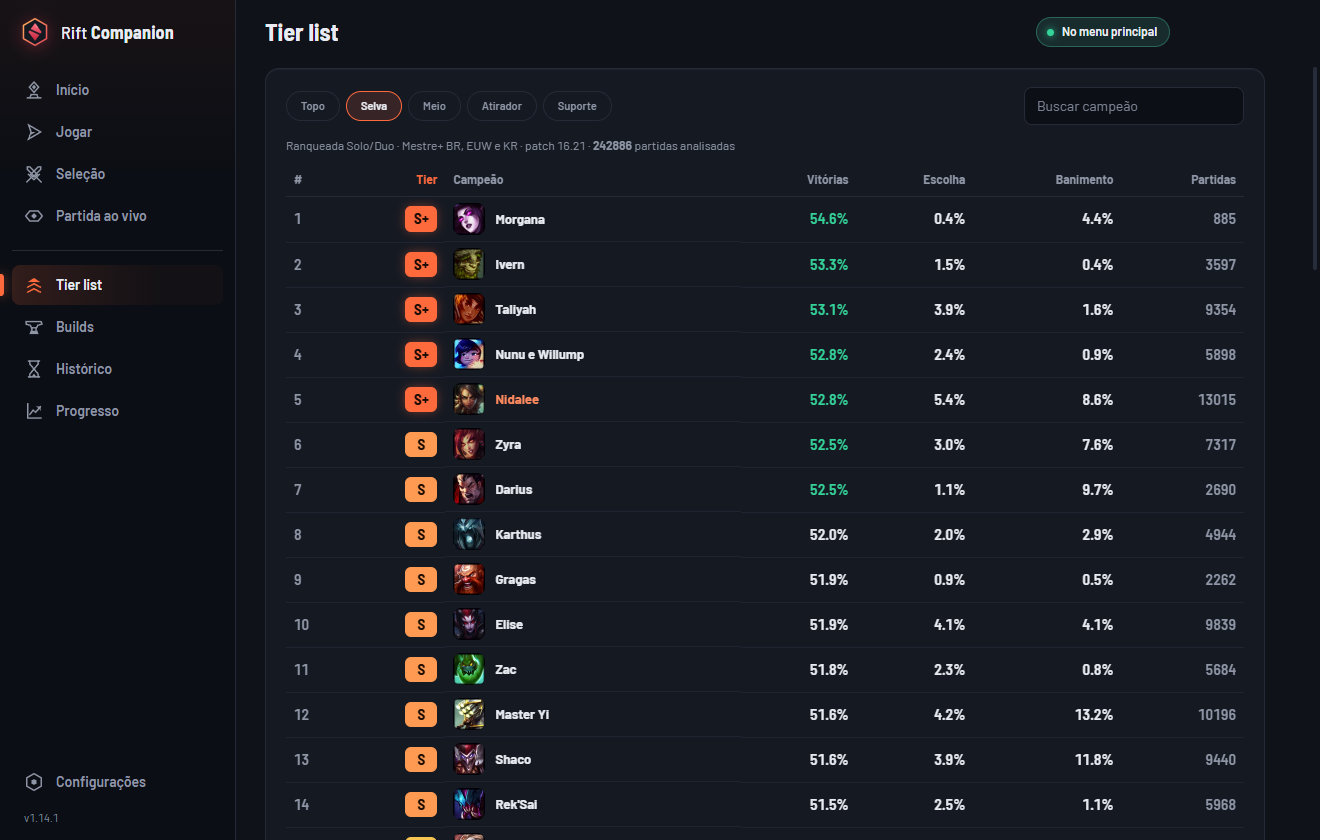 Rift Companion
Início
Jogar
Seleção
Partida ao vivo
Tier list
Builds
Histórico
Progresso
Configurações
v1.14.1
Tier list
No menu principal
Topo Selva Meio Atirador Suporte
Buscar campeão
Ranqueada Solo/Duo · Mestre+ BR, EUW e KR · patch 16.21 · 242886 partidas analisadas
# Tier Campeão Vitórias Escolha Banimento Partidas
1 S+ Morgana 54.6% 0.4% 4.4% 885
2 S+ Ivern 53.3% 1.5% 0.4% 3597
3 S+ Taliyah 53.1% 3.9% 1.6% 9354
4 S+ Nunu e Willump 52.8% 2.4% 0.9% 5898
5 S+ Nidalee 52.8% 5.4% 8.6% 13015
6 S Zyra 52.5% 3.0% 7.6% 7317
7 S Darius 52.5% 1.1% 9.7% 2690
8 S Karthus 52.0% 2.0% 2.9% 4944
9 S Gragas 51.9% 0.9% 0.5% 2262
10 S Elise 51.9% 4.1% 4.1% 9839
11 S Zac 51.8% 2.3% 0.8% 5684
12 S Master Yi 51.6% 4.2% 13.2% 10196
13 S Shaco 51.6% 3.9% 11.8% 9440
14 S Rek'Sai 51.5% 2.5% 1.1% 5968